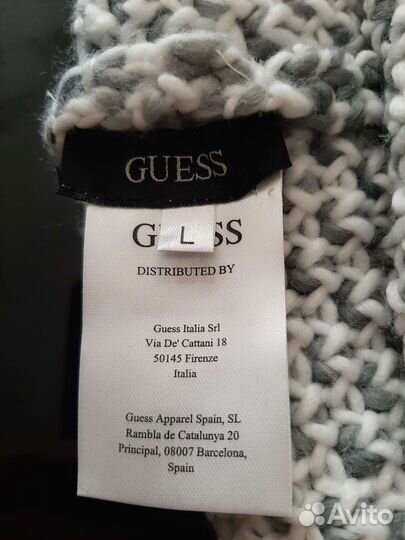 GUESS
G L SS
DISTRIBUTED BY
Guess Italia Srl
Via De' Cattani 18
50145 Firenze
Italia
Guess Apparel Spain, SL
Rambla de Catalunya 20
Principal, 08007 Barcelona,
Spain
Avito